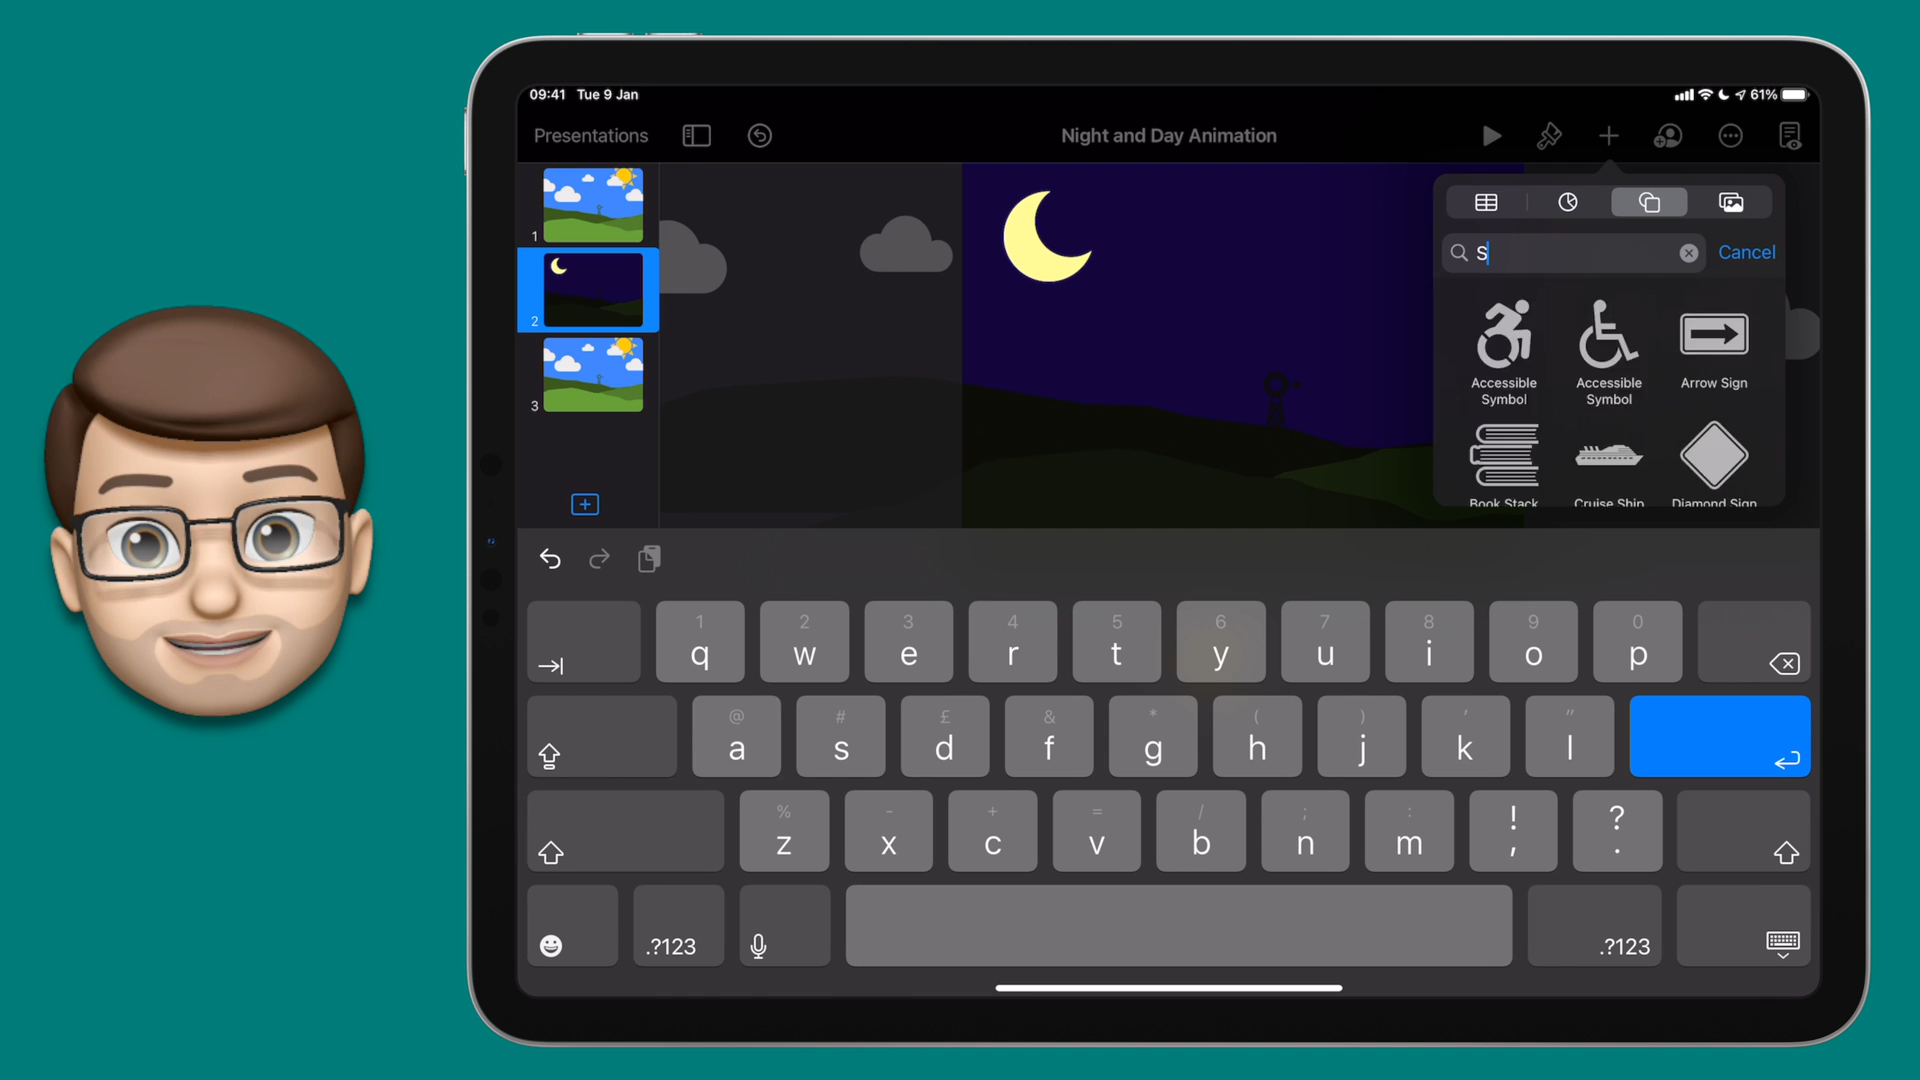 09:41 Tue 9 Jan
61%
Presentations
Night and Day Animation
1
2
3
S
Cancel
Accessible
Symbol
Accessible
Symbol
Arrow Sign
Book Stack
Cruise Ship
Diamond Sign
1 2 3 4 5 6 7 8 9 0
q w e r t y u i o p
@ # £ & * ( ) ' "
a s d f g h j k l
% - + = / ; : ! ?
z x c v b n m , .
.?123
.?123